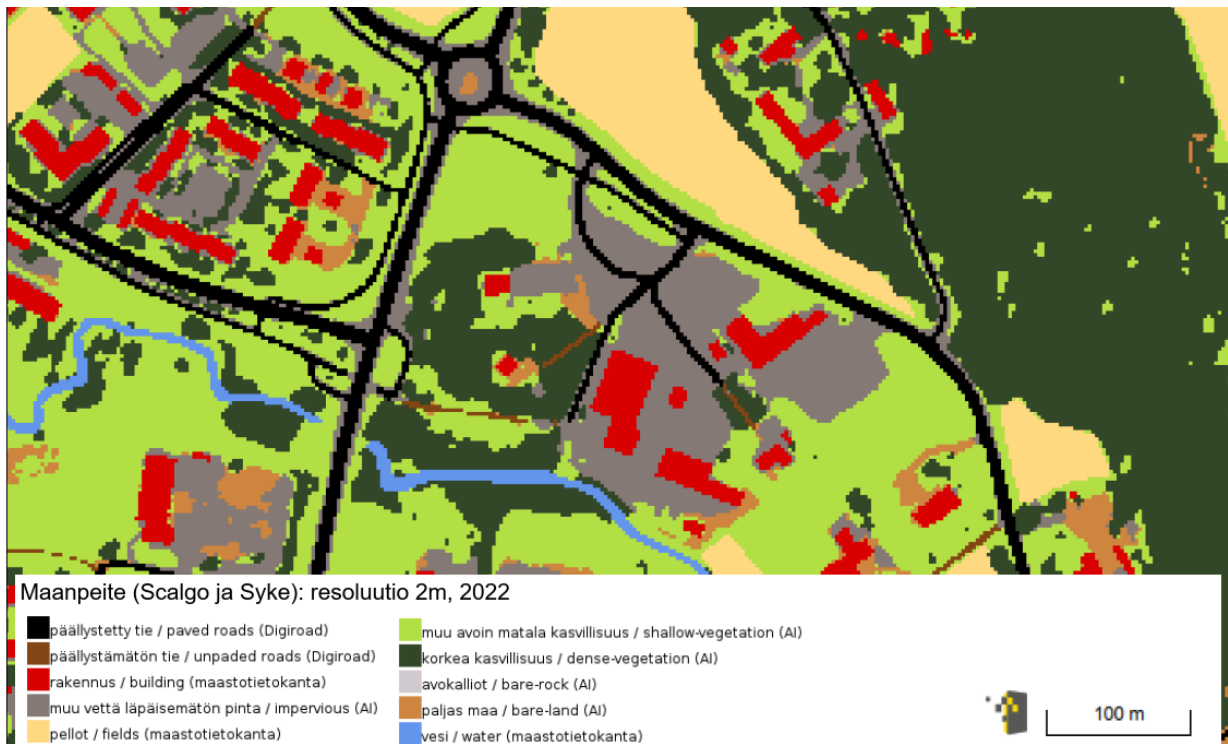 Maanpeite (Scalgo ja Syke): resoluutio 2m, 2022
päällystetty tie / paved roads (Digiroad)
päällystämätön tie / unpaded roads (Digiroad)
rakennus / building (maastotietokanta)
muu vettä läpäisemätön pinta / impervious (AI)
pellot / fields (maastotietokanta)
muu avoin matala kasvillisuus / shallow-vegetation (AI)
korkea kasvillisuus / dense-vegetation (AI)
avokalliot / bare-rock (AI)
paljas maa / bare-land (AI)
vesi / water (maastotietokanta)
100 m